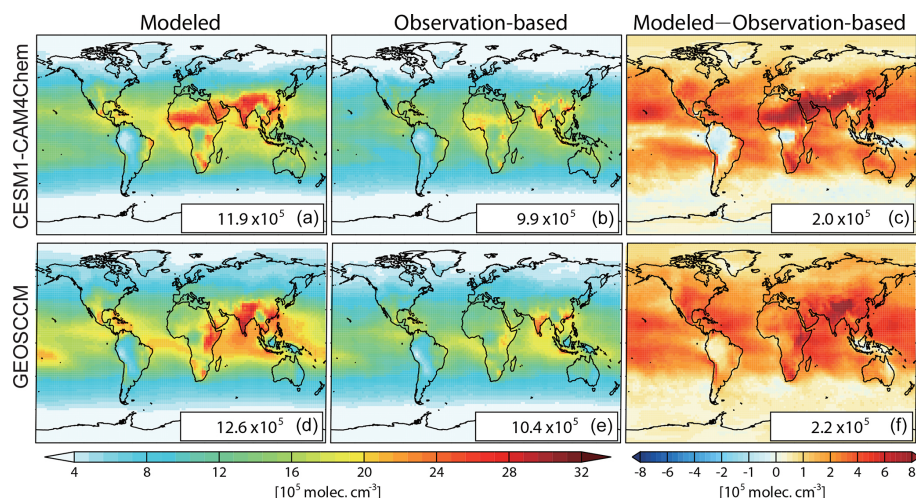 Modeled
Observation-based
Modeled−Observation-based
CESM1-CAM4Chem
11.9 x10⁵ (a)
9.9 x10⁵ (b)
2.0 x10⁵ (c)
GEOSCCM
12.6 x10⁵ (d)
10.4 x10⁵ (e)
2.2 x10⁵ (f)
4 8 12 16 20 24 28 32
-8 -6 -4 -2 -1 0 1 2 4 6 8
[10⁵ molec. cm⁻³]
[10⁵ molec. cm⁻³]